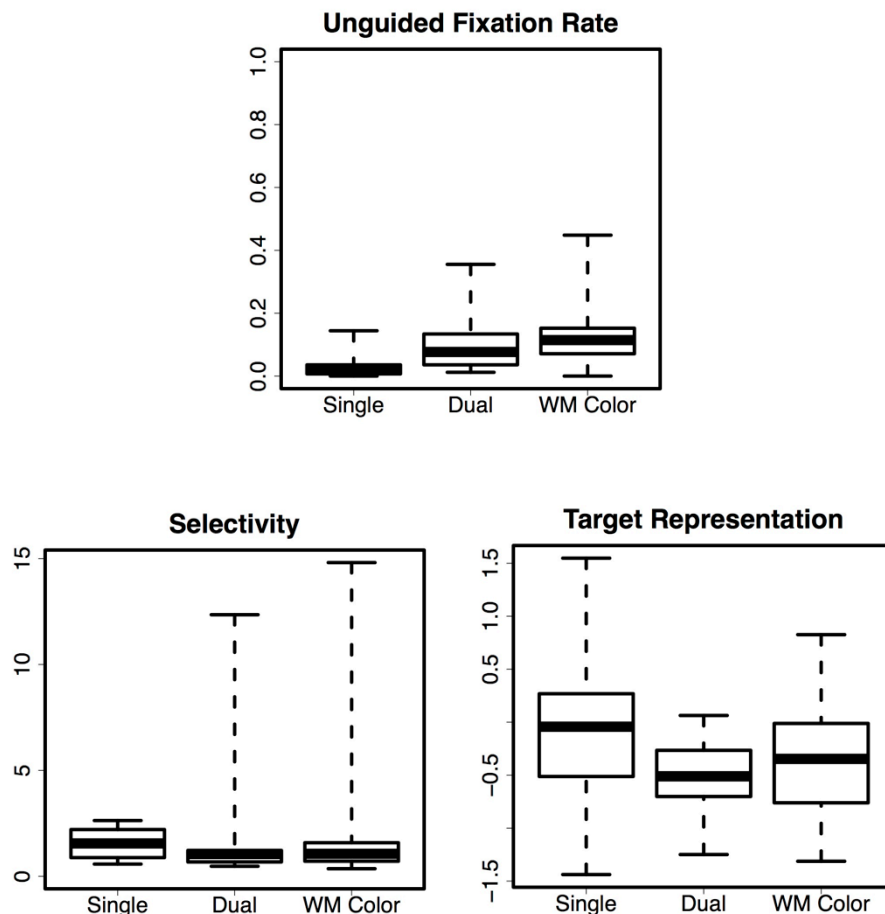 Unguided Fixation Rate
1.0
0.8
0.6
0.4
0.2
0.0
Single Dual WM Color
Selectivity
15
10
5
0
Single Dual WM Color
Target Representation
1.5
1.0
0.5
−0.5
−1.5
Single Dual WM Color